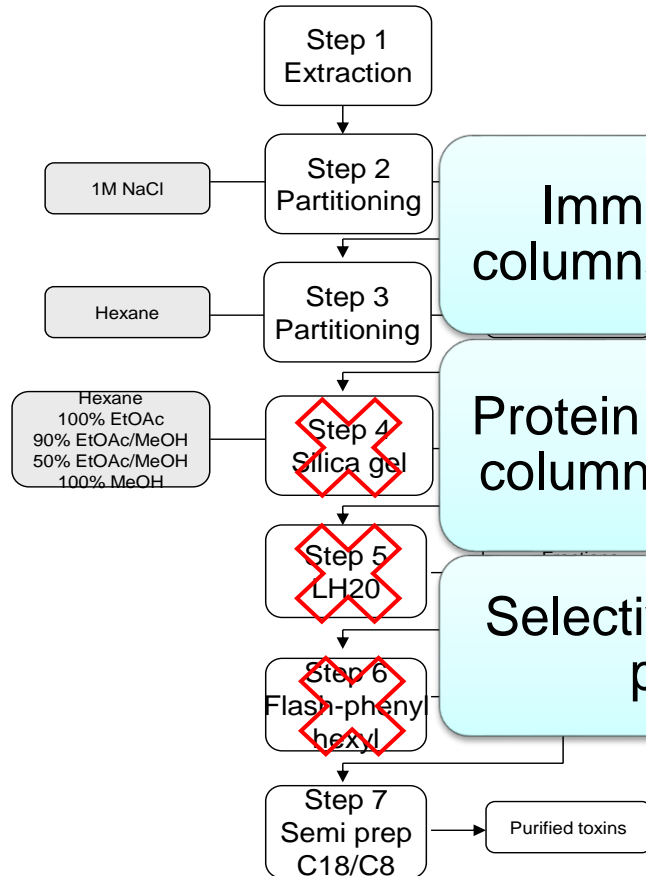 Step 1
Extraction
1M NaCl
Step 2
Partitioning
Imm
column
Hexane
Step 3
Partitioning
Hexane
100% EtOAc
90% EtOAc/MeOH
50% EtOAc/MeOH
100% MeOH
Step 4
Silica gel
Protein
column
Step 5
LH20
Selecti
p
Step 6
Flash-phenyl
hexyl
Step 7
Semi prep
C18/C8
Purified toxins